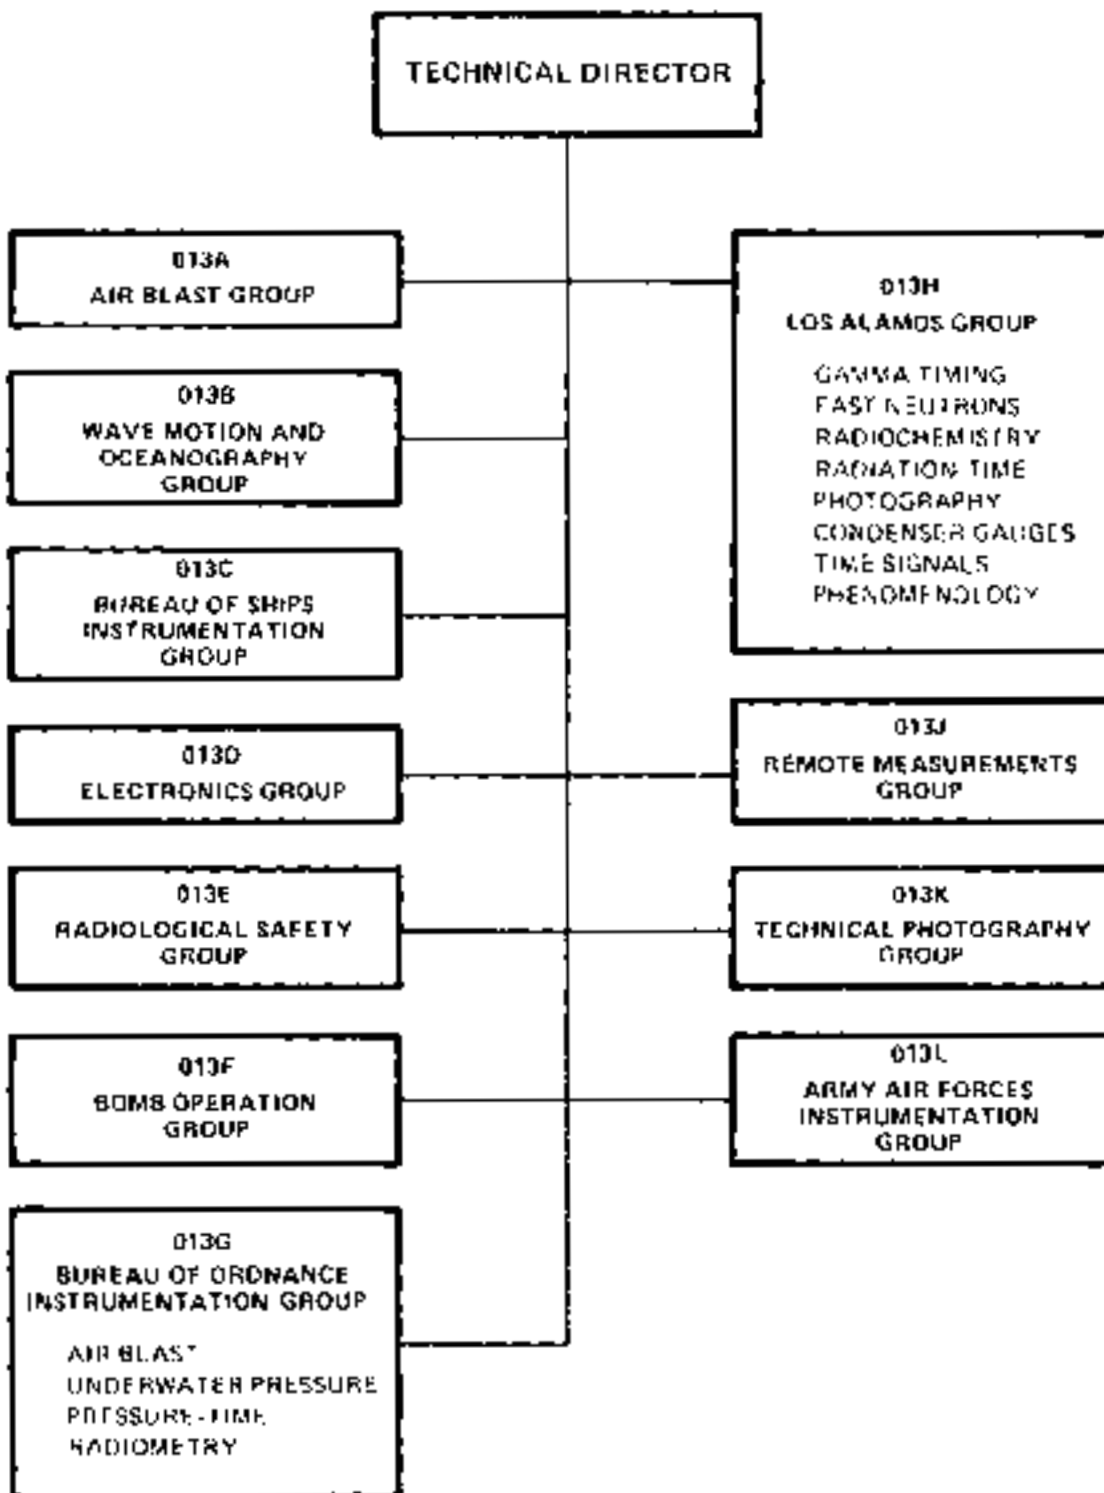 TECHNICAL DIRECTOR
013A
AIR BLAST GROUP
013B
WAVE MOTION AND
OCEANOGRAPHY
GROUP
013C
BUREAU OF SHIPS
INSTRUMENTATION
GROUP
013D
ELECTRONICS GROUP
013E
RADIOLOGICAL SAFETY
GROUP
013F
BOMB OPERATION
GROUP
013G
BUREAU OF ORDNANCE
INSTRUMENTATION GROUP
AIR BLAST
UNDERWATER PRESSURE
PRESSURE-TIME
RADIOMETRY
013H
LOS ALAMOS GROUP
GAMMA TIMING
FAST NEUTRONS
RADIOCHEMISTRY
RADIATION-TIME
PHOTOGRAPHY
CONDENSER GAUGES
TIME SIGNALS
PHENOMENOLOGY
013J
REMOTE MEASUREMENTS
GROUP
013K
TECHNICAL PHOTOGRAPHY
GROUP
013L
ARMY AIR FORCES
INSTRUMENTATION
GROUP